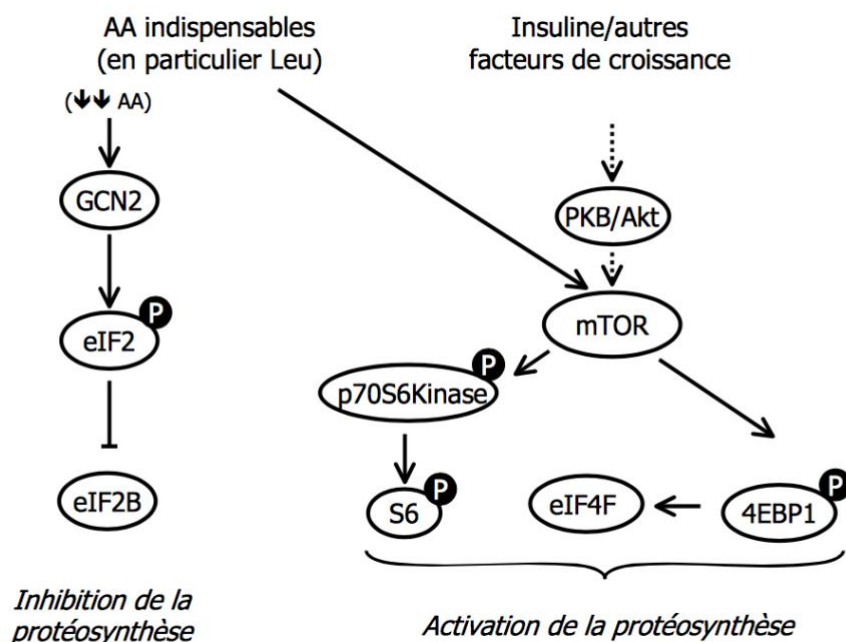 AA indispensables
(en particulier Leu)
Insuline/autres
facteurs de croissance
(↓↓ AA)
GCN2
PKB/Akt
P
eIF2
mTOR
P
p70S6Kinase
eIF2B
P
S6
eIF4F
P
4EBP1
Inhibition de la
protéosynthèse
Activation de la protéosynthèse